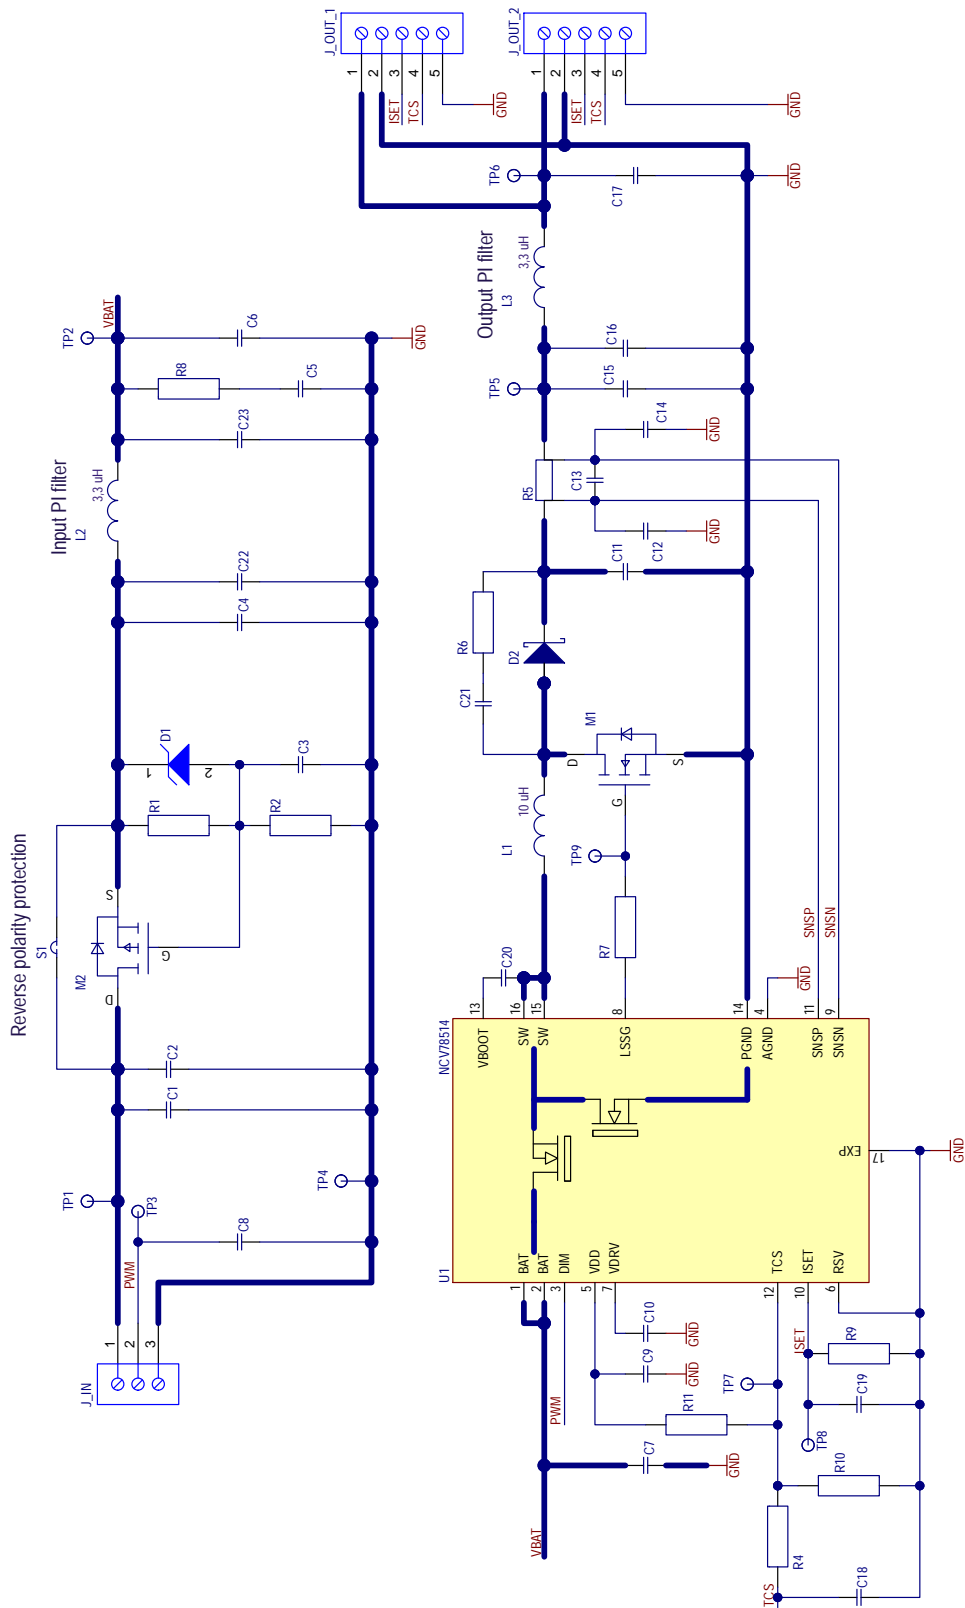 Reverse polarity protection
S1
M2
D
S
G
D1
1
2
R1
R2
C3
C4
C22
Input PI filter
L2
3,3 uH
C23
R8
C5
C6
TP2
VBAT
GND
J_IN
1
2
3
PWM
TP1
TP3
TP4
C8
C1
C2
VBAT
C7
GND
PWM
U1
NCV78514
1
BAT
2
BAT
3
DIM
5
VDD
7
VDRV
12
TCS
10
ISET
6
RSV
17
EXP
GND
13
VBOOT
16
SW
15
SW
8
LSSG
14
PGND
4
AGND
11
SNSP
9
SNSN
C9
GND
C10
GND
R11
TP7
TP8
ISET
R9
C19
R10
R4
TCS
C18
C20
L1
10 uH
R7
TP9
G
D
S
M1
C21
R6
D2
C11
C12
GND
R5
C13
C14
GND
GND
SNSP
SNSN
TP5
C15
C16
Output PI filter
L3
3,3 uH
TP6
C17
GND
J_OUT_1
1
2
3
4
5
ISET
TCS
GND
J_OUT_2
1
2
3
4
5
ISET
TCS
GND